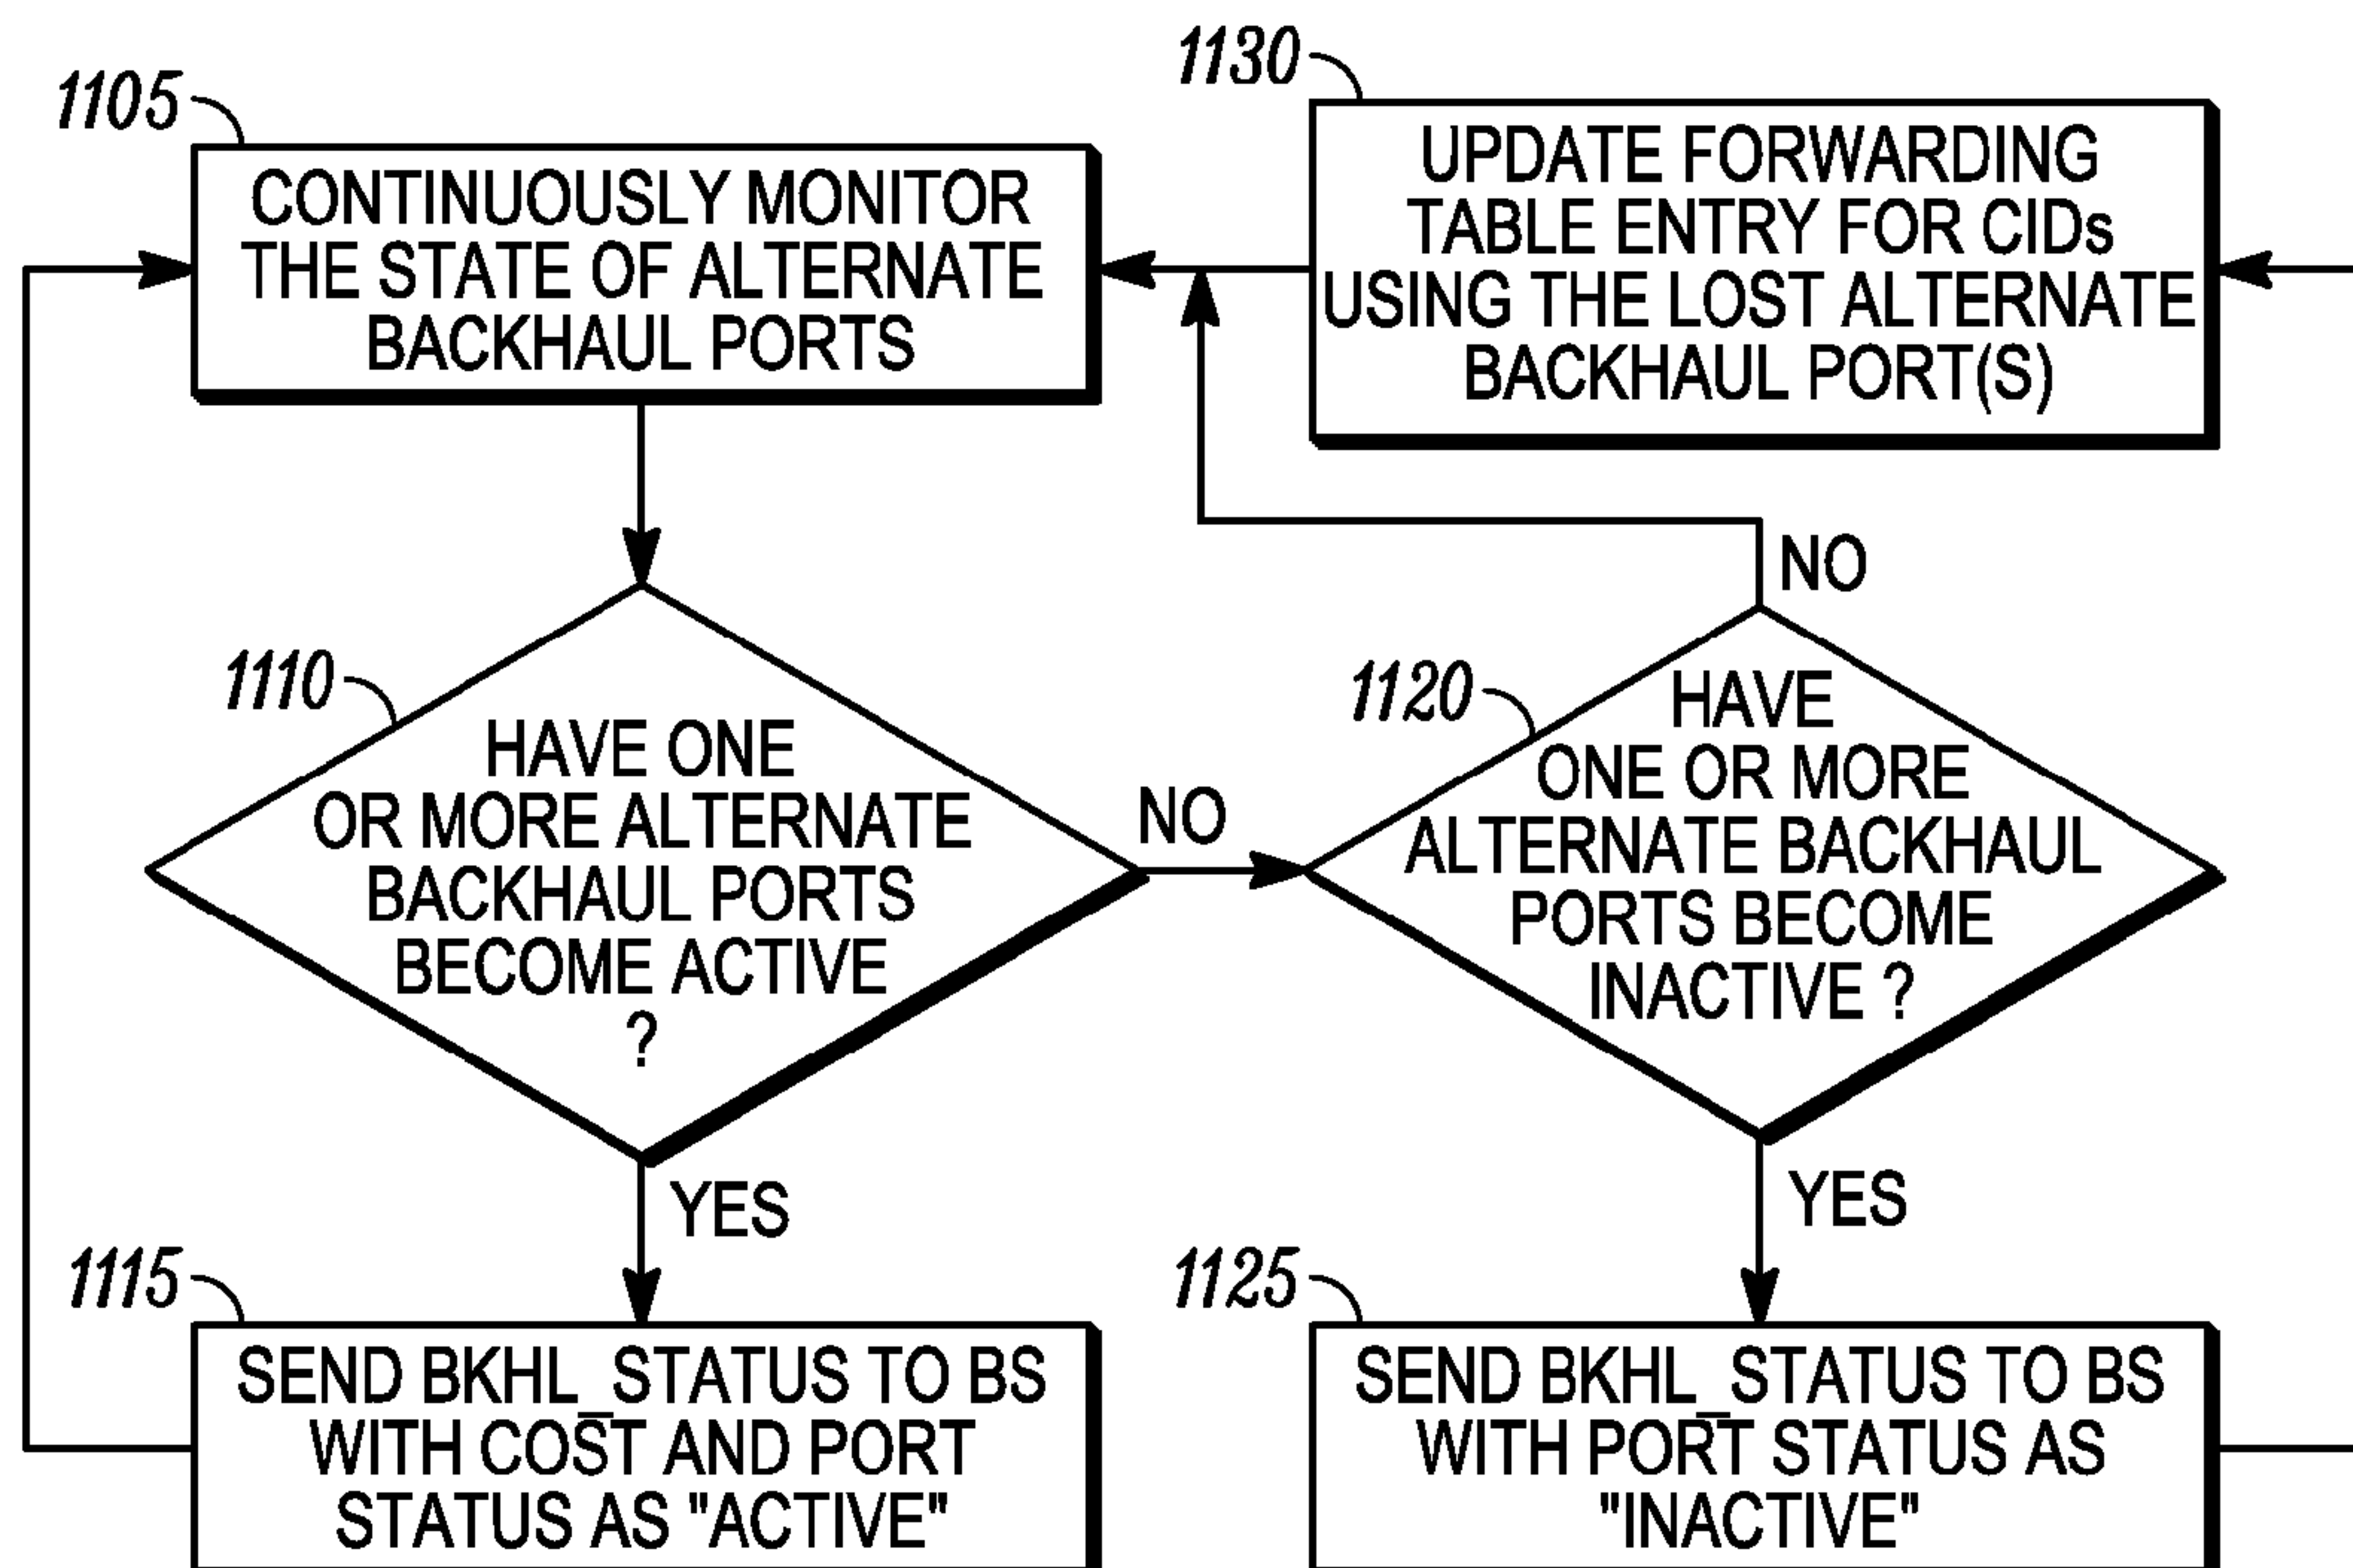 1105
CONTINUOUSLY MONITOR
THE STATE OF ALTERNATE
BACKHAUL PORTS
1130
UPDATE FORWARDING
TABLE ENTRY FOR CIDs
USING THE LOST ALTERNATE
BACKHAUL PORT(S)
1110
HAVE ONE
OR MORE ALTERNATE
BACKHAUL PORTS
BECOME ACTIVE
?
NO
YES
1120
HAVE
ONE OR MORE
ALTERNATE BACKHAUL
PORTS BECOME
INACTIVE ?
NO
YES
1115
SEND BKHL_STATUS TO BS
WITH COST AND PORT
STATUS AS "ACTIVE"
1125
SEND BKHL_STATUS TO BS
WITH PORT STATUS AS
"INACTIVE"